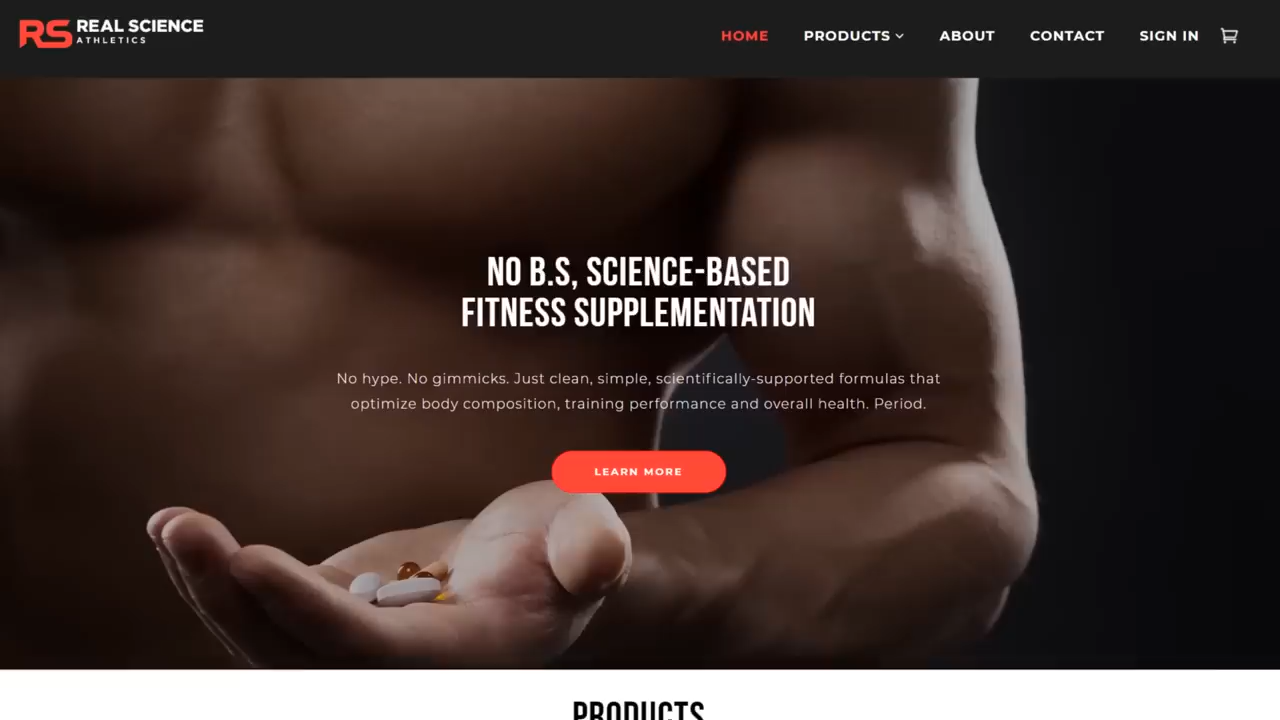 RS REAL SCIENCE
ATHLETICS
HOME PRODUCTS ABOUT CONTACT SIGN IN
NO B.S, SCIENCE-BASED
FITNESS SUPPLEMENTATION
No hype. No gimmicks. Just clean, simple, scientifically-supported formulas that
optimize body composition, training performance and overall health. Period.
LEARN MORE
PRODUCTS